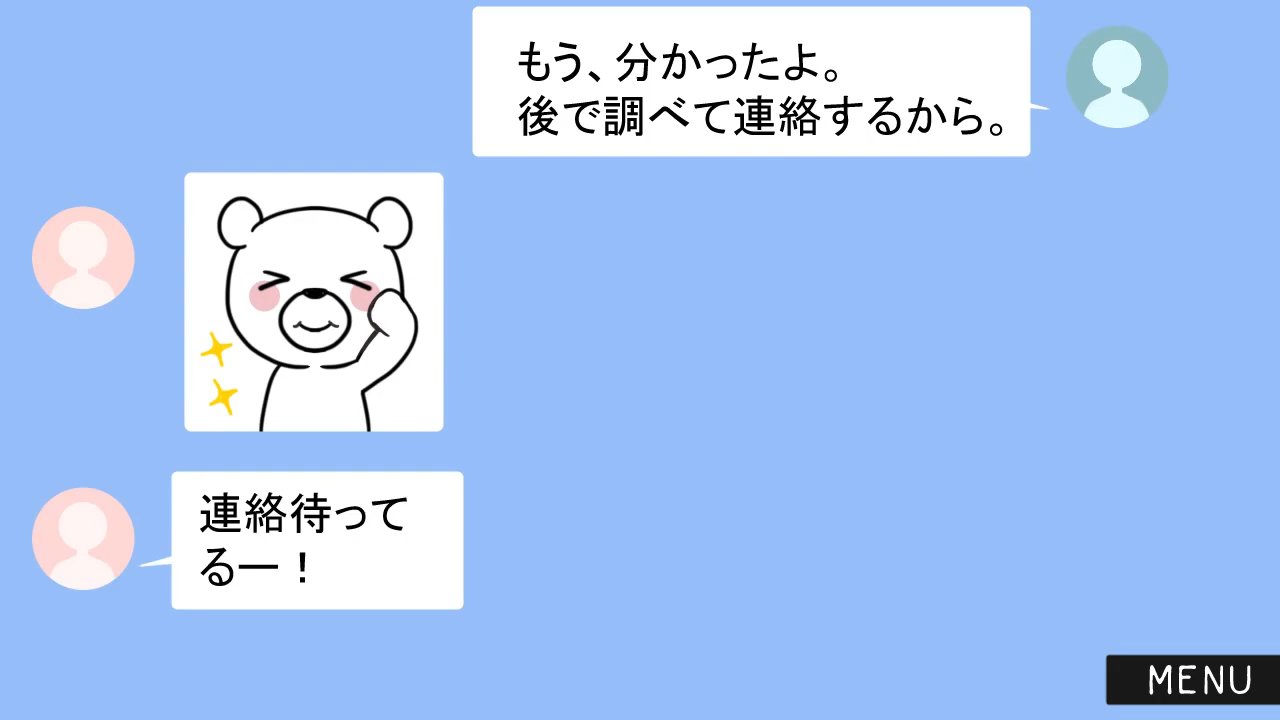 もう、分かったよ。
後で調べて連絡するから。
連絡待って
るー！
MENU